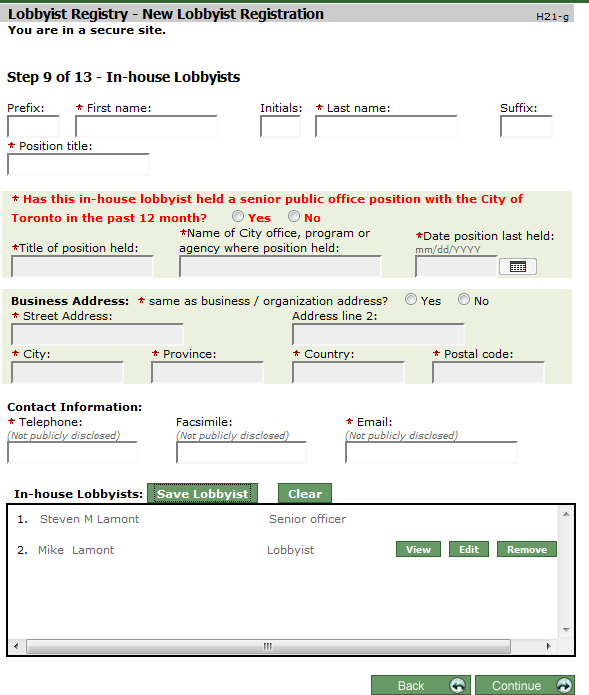 Lobbyist Registry - New Lobbyist Registration H21-g
You are in a secure site.
Step 9 of 13 - In-house Lobbyists
Prefix: * First name: Initials: * Last name: Suffix:
* Position title:
* Has this in-house lobbyist held a senior public office position with the City of
Toronto in the past 12 month? Yes No
*Title of position held: *Name of City office, program or
agency where position held: *Date position last held:
mm/dd/YYYY
Business Address: * same as business / organization address? Yes No
* Street Address: Address line 2:
* City: * Province: * Country: * Postal code:
Contact Information:
* Telephone: Facsimile: * Email:
(Not publicly disclosed) (Not publicly disclosed) (Not publicly disclosed)
In-house Lobbyists: Save Lobbyist Clear
1. Steven M Lamont Senior officer
2. Mike Lamont Lobbyist View Edit Remove
Back Continue